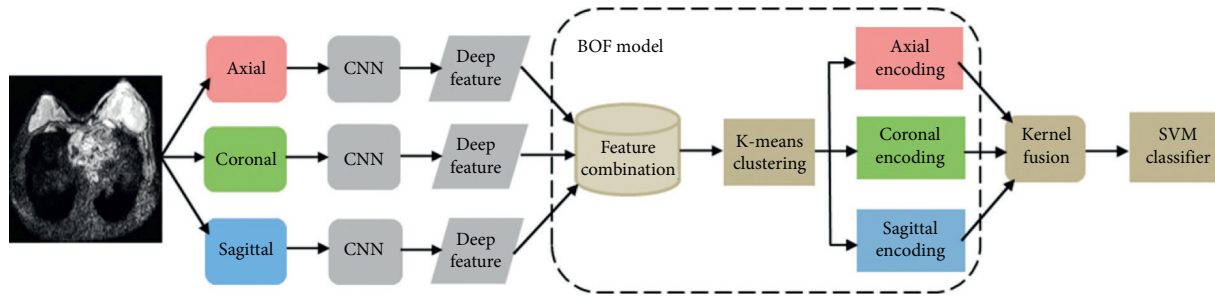 BOF model
Axial
CNN
Deep
feature
Coronal
CNN
Deep
feature
Sagittal
CNN
Deep
feature
Feature
combination
K-means
clustering
Axial
encoding
Coronal
encoding
Sagittal
encoding
Kernel
fusion
SVM
classifier